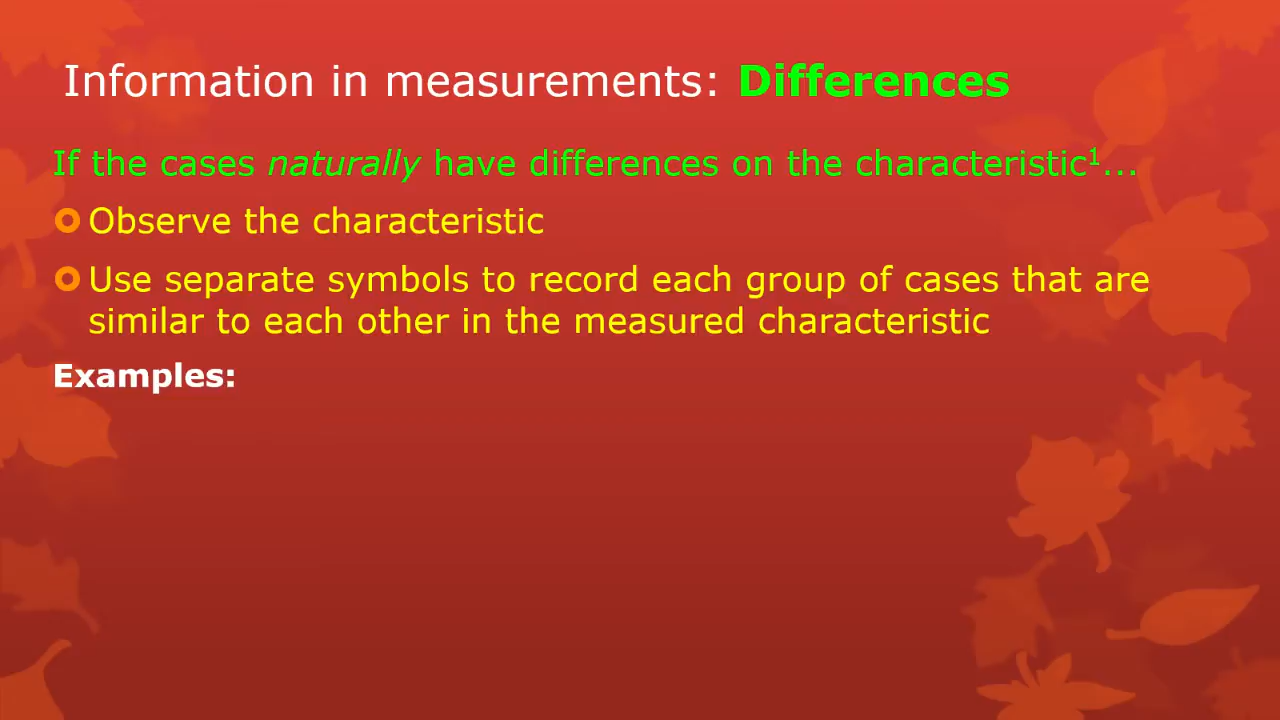 Information in measurements: Differences
If the cases naturally have differences on the characteristic¹...
Observe the characteristic
Use separate symbols to record each group of cases that are
similar to each other in the measured characteristic
Examples: